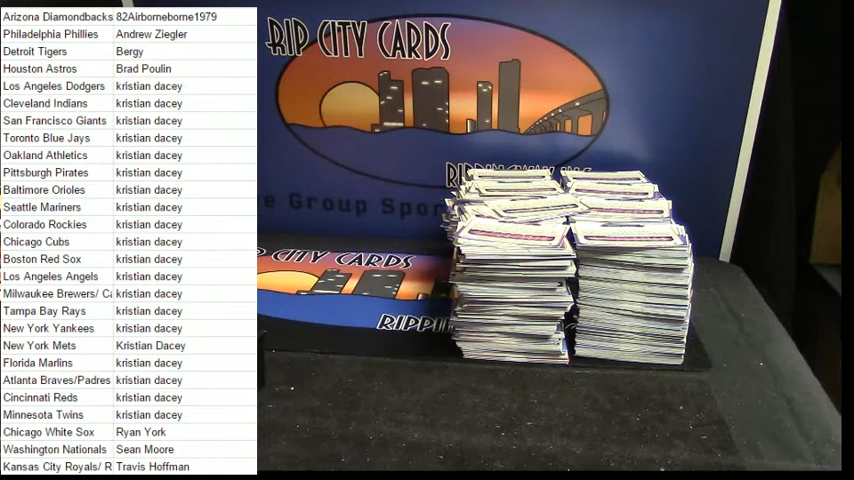 Arizona Diamondbacks 82Airborneborne1979
Philadelphia Phillies Andrew Ziegler
Detroit Tigers Bergy
Houston Astros Brad Poulin
Los Angeles Dodgers kristian dacey
Cleveland Indians kristian dacey
San Francisco Giants kristian dacey
Toronto Blue Jays kristian dacey
Oakland Athletics kristian dacey
Pittsburgh Pirates kristian dacey
Baltimore Orioles kristian dacey
Seattle Mariners kristian dacey
Colorado Rockies kristian dacey
Chicago Cubs kristian dacey
Boston Red Sox kristian dacey
Los Angeles Angels kristian dacey
Milwaukee Brewers/ Ca kristian dacey
Tampa Bay Rays kristian dacey
New York Yankees kristian dacey
New York Mets Kristian Dacey
Florida Marlins kristian dacey
Atlanta Braves/Padres kristian dacey
Cincinnati Reds kristian dacey
Minnesota Twins kristian dacey
Chicago White Sox Ryan York
Washington Nationals Sean Moore
Kansas City Royals/ R Travis Hoffman
RIP CITY CARDS
e Group Spor
P CITY CARDS
RIPPI